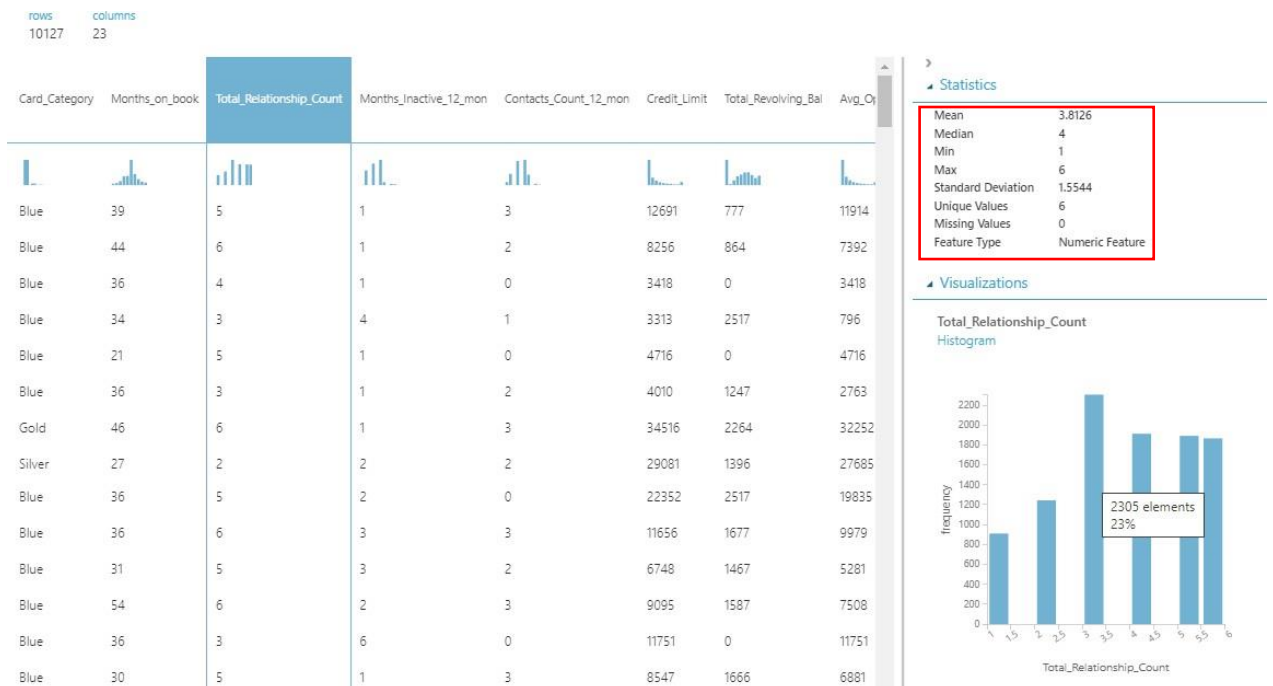 rows columns
10127 23
Card_Category Months_on_book Total_Relationship_Count Months_Inactive_12_mon Contacts_Count_12_mon Credit_Limit Total_Revolving_Bal Avg_Op
Blue 39 5 1 3 12691 777 11914
Blue 44 6 1 2 8256 864 7392
Blue 36 4 1 0 3418 0 3418
Blue 34 3 4 1 3313 2517 796
Blue 21 5 1 0 4716 0 4716
Blue 36 3 1 2 4010 1247 2763
Gold 46 6 1 3 34516 2264 32252
Silver 27 2 2 2 29081 1396 27685
Blue 36 5 2 0 22352 2517 19835
Blue 36 6 3 3 11656 1677 9979
Blue 31 5 3 2 6748 1467 5281
Blue 54 6 2 3 9095 1587 7508
Blue 36 3 6 0 11751 0 11751
Blue 30 5 1 3 8547 1666 6881
Statistics
Mean 3.8126
Median 4
Min 1
Max 6
Standard Deviation 1.5544
Unique Values 6
Missing Values 0
Feature Type Numeric Feature
Visualizations
Total_Relationship_Count
Histogram
2200
2000
1800
1600
1400
1200
1000
800
600
400
200
0
frequency
2305 elements
23%
1 1.5 2 2.5 3 3.5 4 4.5 5 5.5 6
Total_Relationship_Count